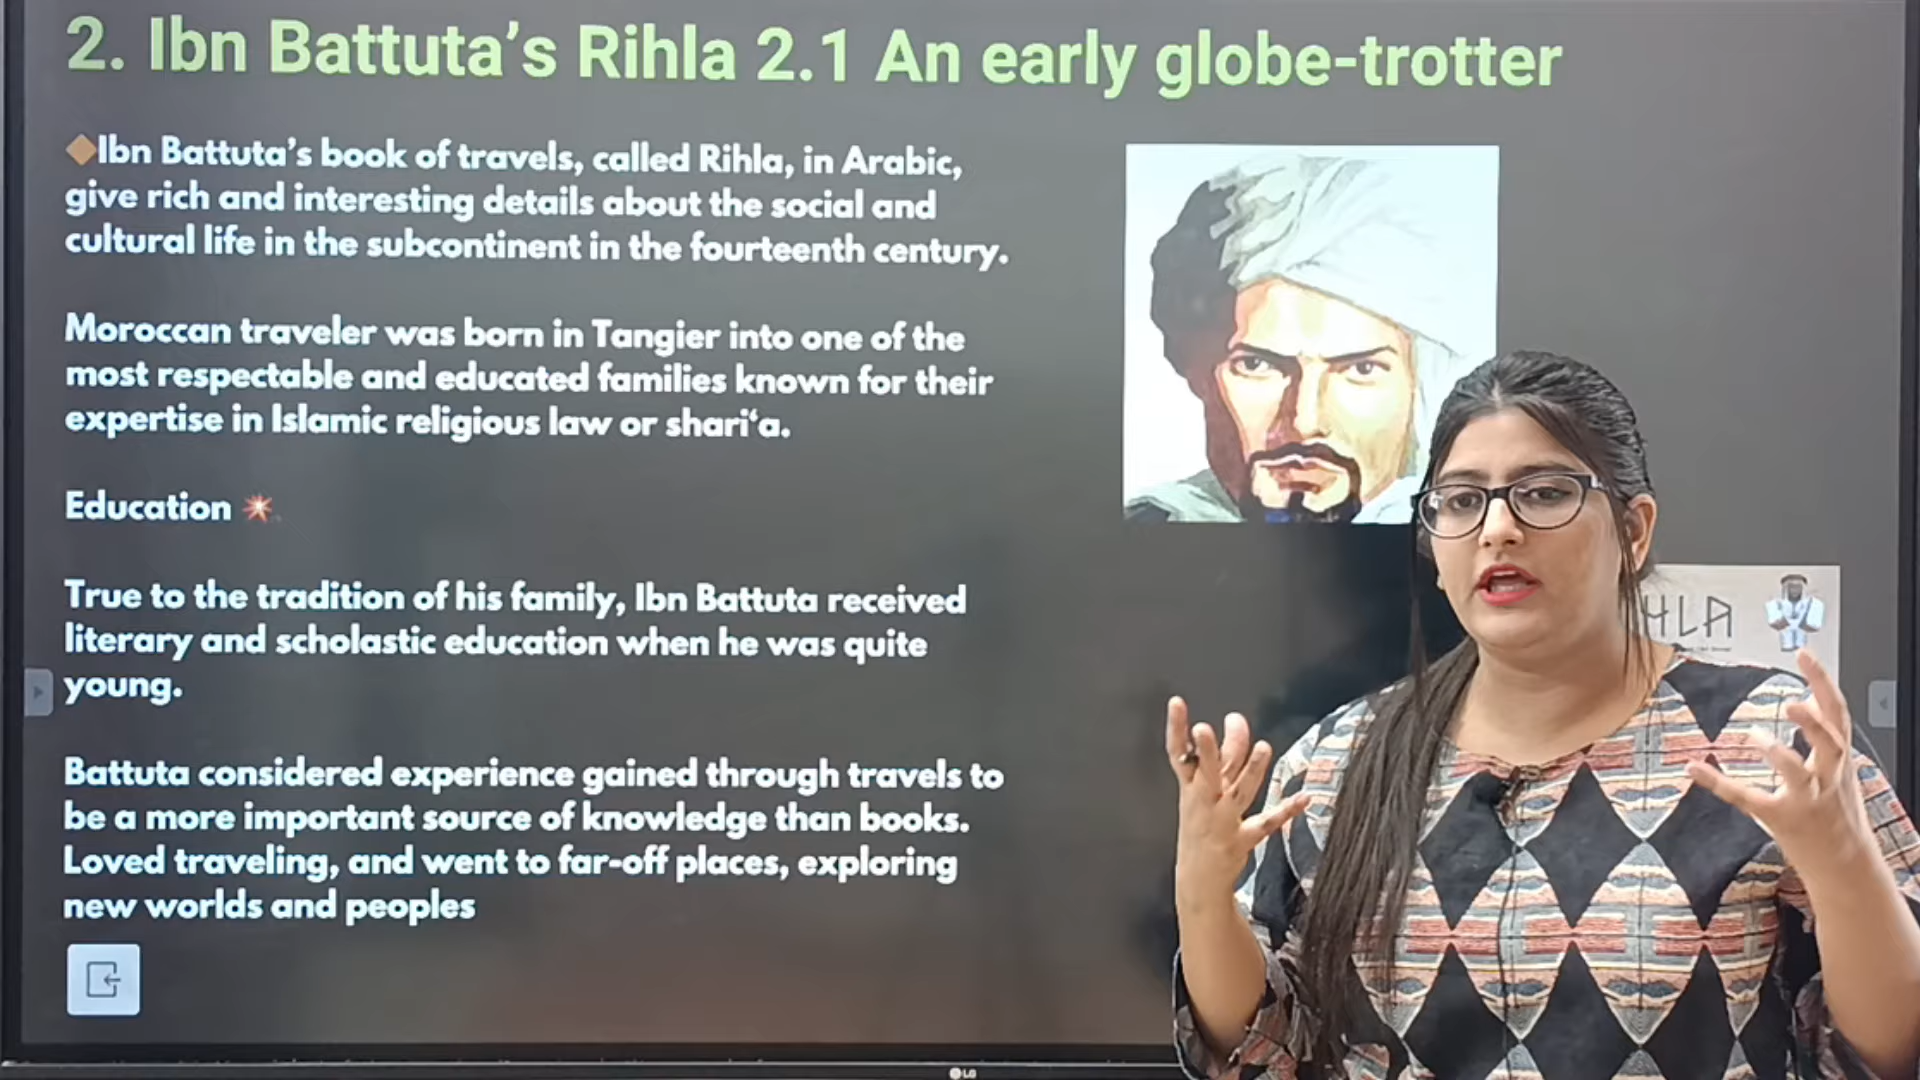 2. Ibn Battuta’s Rihla 2.1 An early globe-trotter
Ibn Battuta’s book of travels, called Rihla, in Arabic,
give rich and interesting details about the social and
cultural life in the subcontinent in the fourteenth century.
Moroccan traveler was born in Tangier into one of the
most respectable and educated families known for their
expertise in Islamic religious law or shari‘a.
Education
True to the tradition of his family, Ibn Battuta received
literary and scholastic education when he was quite
young.
Battuta considered experience gained through travels to
be a more important source of knowledge than books.
Loved traveling, and went to far-off places, exploring
new worlds and peoples
HLA
LG